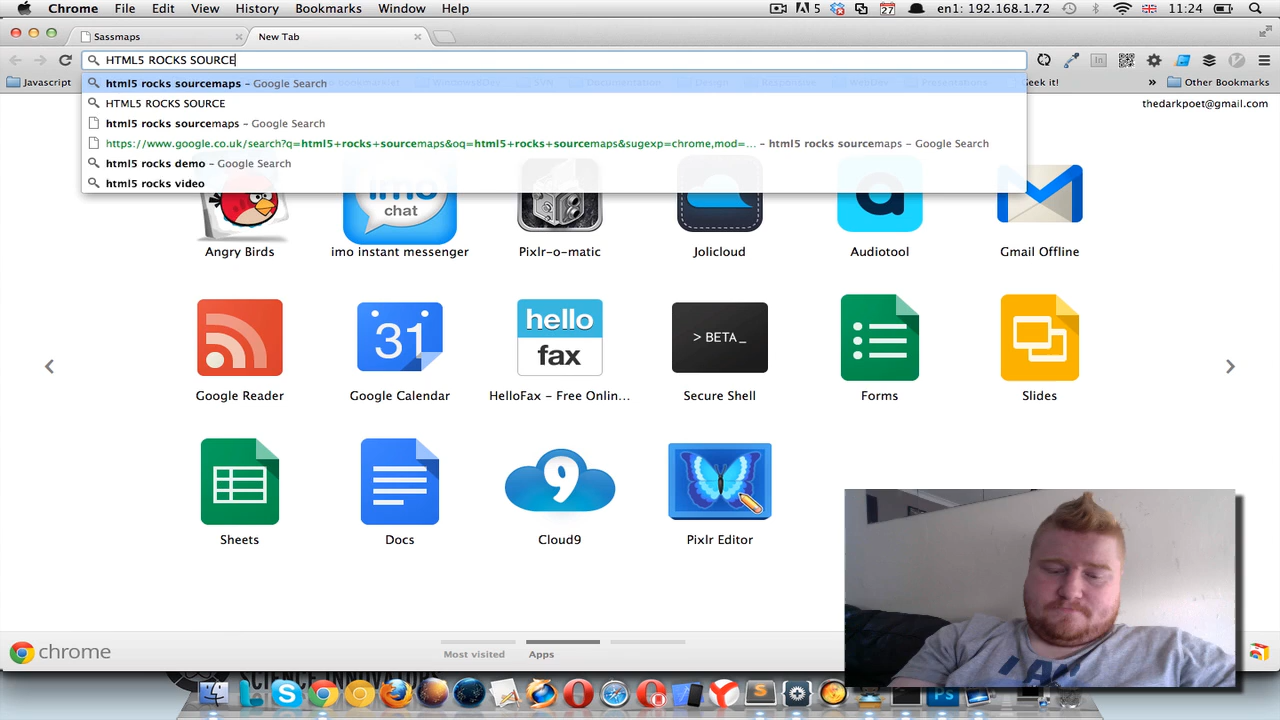 Chrome File Edit View History Bookmarks Window Help 5 27 en1: 192.168.1.72 11:24
Sassmaps New Tab
HTML5 ROCKS SOURCE
html5 rocks sourcemaps – Google Search
Javascript Geek it! » Other Bookmarks
HTML5 ROCKS SOURCE
thedarkpoet@gmail.com
html5 rocks sourcemaps – Google Search
https://www.google.co.uk/search?q=html5+rocks+sourcemaps&oq=html5+rocks+sourcemaps&sugexp=chrome,mod=... – html5 rocks sourcemaps – Google Search
html5 rocks demo – Google Search
html5 rocks video
imo
chat
a
Angry Birds imo instant messenger Pixlr-o-matic Jolicloud Audiotool Gmail Offline
31 hello
fax
> BETA_
Google Reader Google Calendar HelloFax – Free Onlin... Secure Shell Forms Slides
9
Sheets Docs Cloud9 Pixlr Editor
chrome
Most visited Apps